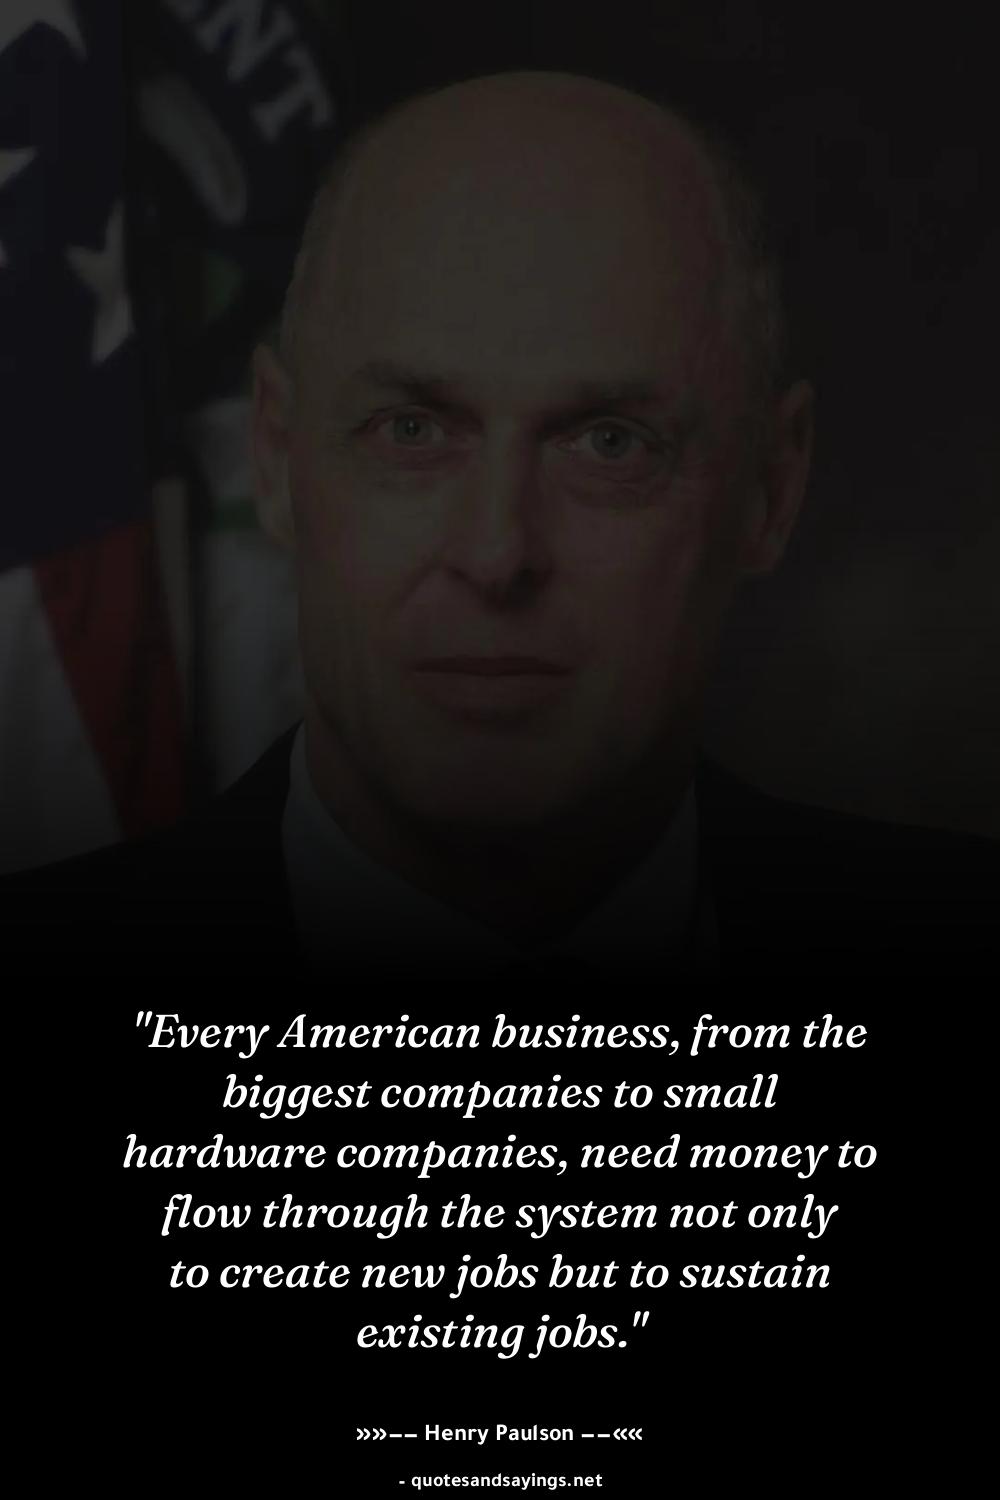 ENT
"Every American business, from the
biggest companies to small
hardware companies, need money to
flow through the system not only
to create new jobs but to sustain
existing jobs."
»»−− Henry Paulson −−««
- quotesandsayings.net